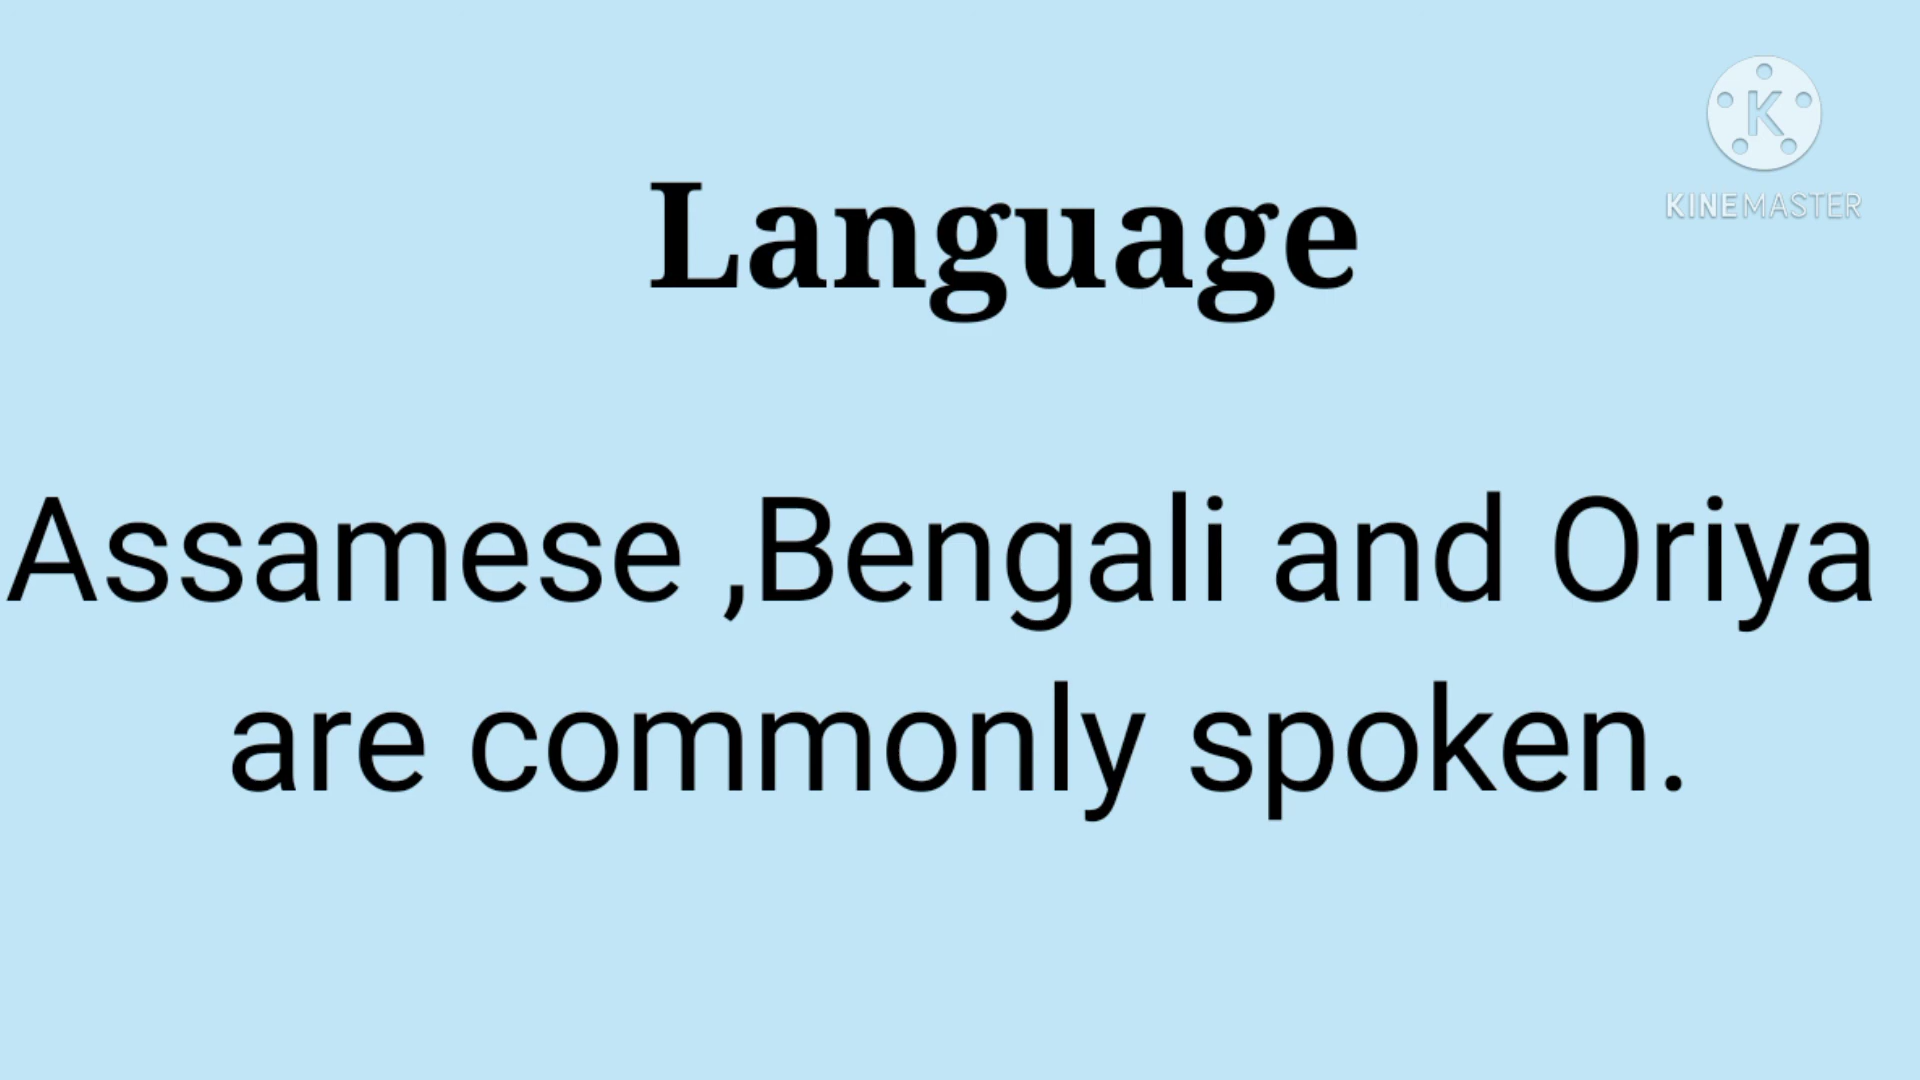 KINEMASTER
Language
Assamese ,Bengali and Oriya
are commonly spoken.